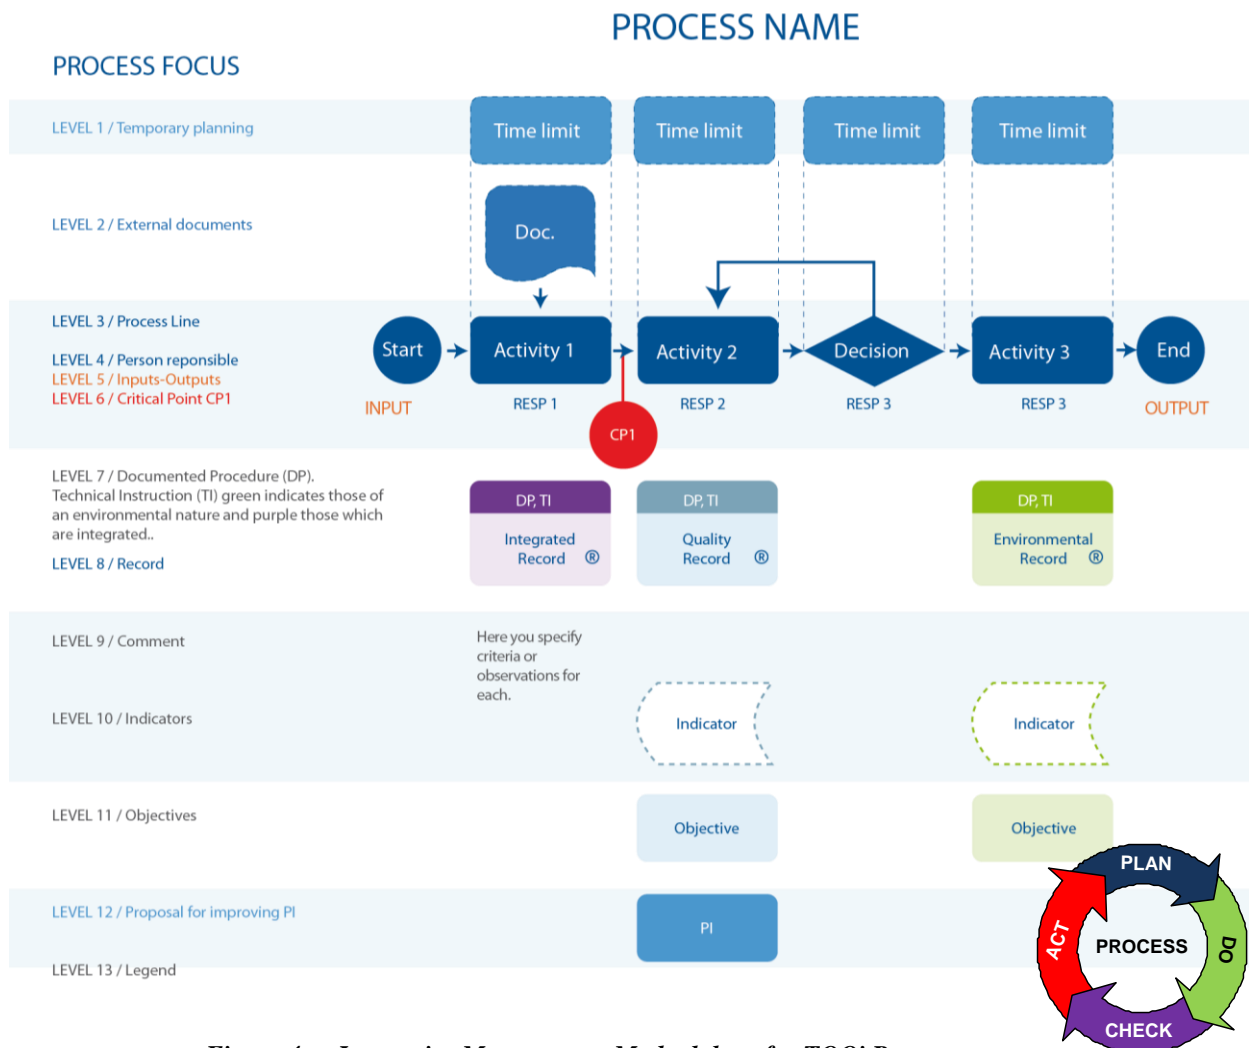 PROCESS NAME
PROCESS FOCUS
LEVEL 1 / Temporary planning
Time limit
Time limit
Time limit
Time limit
LEVEL 2 / External documents
Doc.
LEVEL 3 / Process Line
LEVEL 4 / Person reponsible
LEVEL 5 / Inputs-Outputs
LEVEL 6 / Critical Point CP1
Start
Activity 1
Activity 2
Decision
Activity 3
End
INPUT
RESP 1
RESP 2
RESP 3
RESP 3
OUTPUT
CP1
LEVEL 7 / Documented Procedure (DP).
Technical Instruction (TI) green indicates those of
an environmental nature and purple those which
are integrated..
LEVEL 8 / Record
DP, TI
Integrated
Record ®
DP, TI
Quality
Record ®
DP, TI
Environmental
Record ®
LEVEL 9 / Comment
Here you specify
criteria or
observations for
each.
LEVEL 10 / Indicators
Indicator
Indicator
LEVEL 11 / Objectives
Objective
Objective
LEVEL 12 / Proposal for improving PI
PI
LEVEL 13 / Legend
PLAN
DO
CHECK
ACT
PROCESS